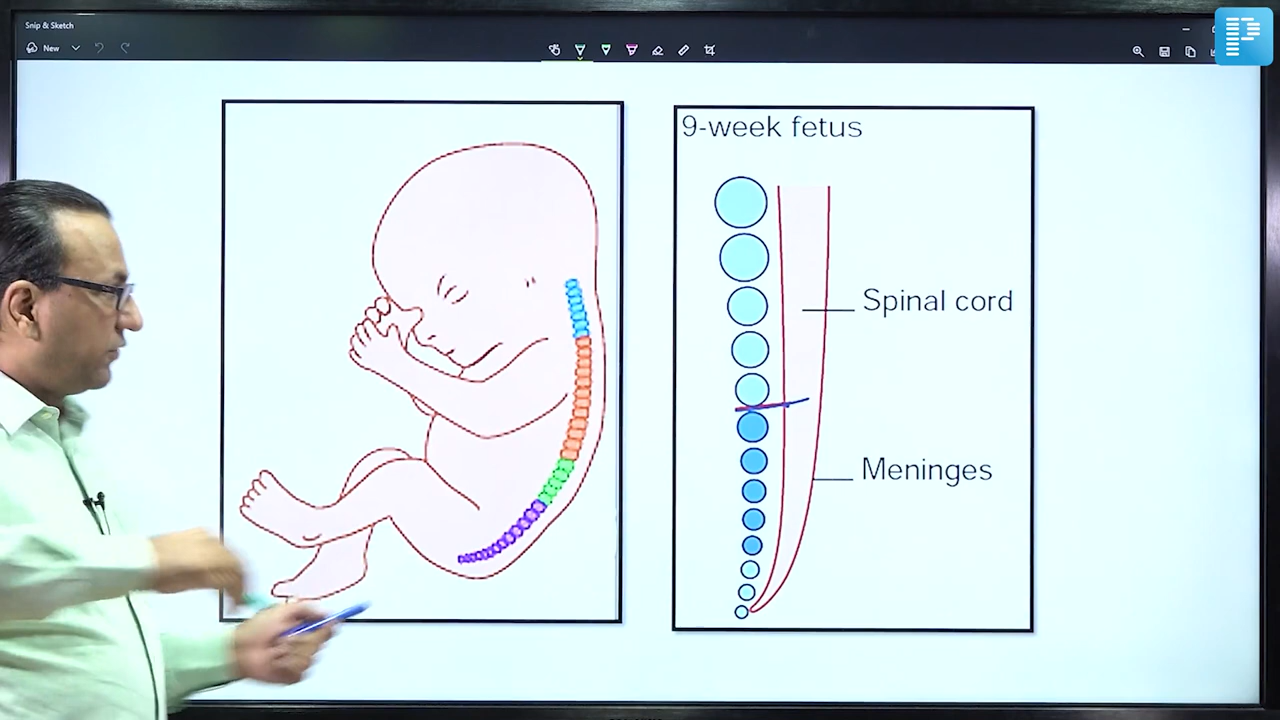 Snip & Sketch
New
9-week fetus
Spinal cord
Meninges
P